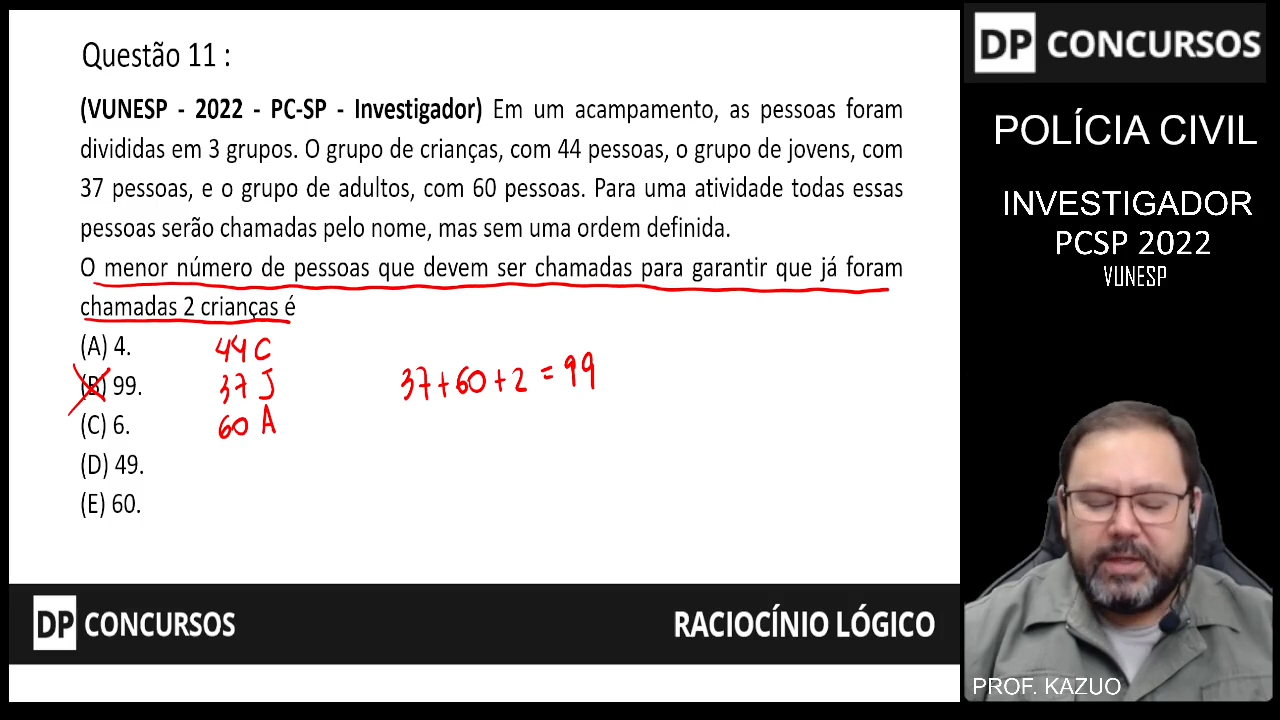 Questão 11 :
(VUNESP - 2022 - PC-SP - Investigador) Em um acampamento, as pessoas foram
divididas em 3 grupos. O grupo de crianças, com 44 pessoas, o grupo de jovens, com
37 pessoas, e o grupo de adultos, com 60 pessoas. Para uma atividade todas essas
pessoas serão chamadas pelo nome, mas sem uma ordem definida.
O menor número de pessoas que devem ser chamadas para garantir que já foram
chamadas 2 crianças é
(A) 4.
(B) 99.
(C) 6.
(D) 49.
(E) 60.
44 C
37 J
60 A
37 + 60 + 2 = 99
DP CONCURSOS
RACIOCÍNIO LÓGICO
DP CONCURSOS
POLÍCIA CIVIL
INVESTIGADOR
PCSP 2022
VUNESP
PROF. KAZUO